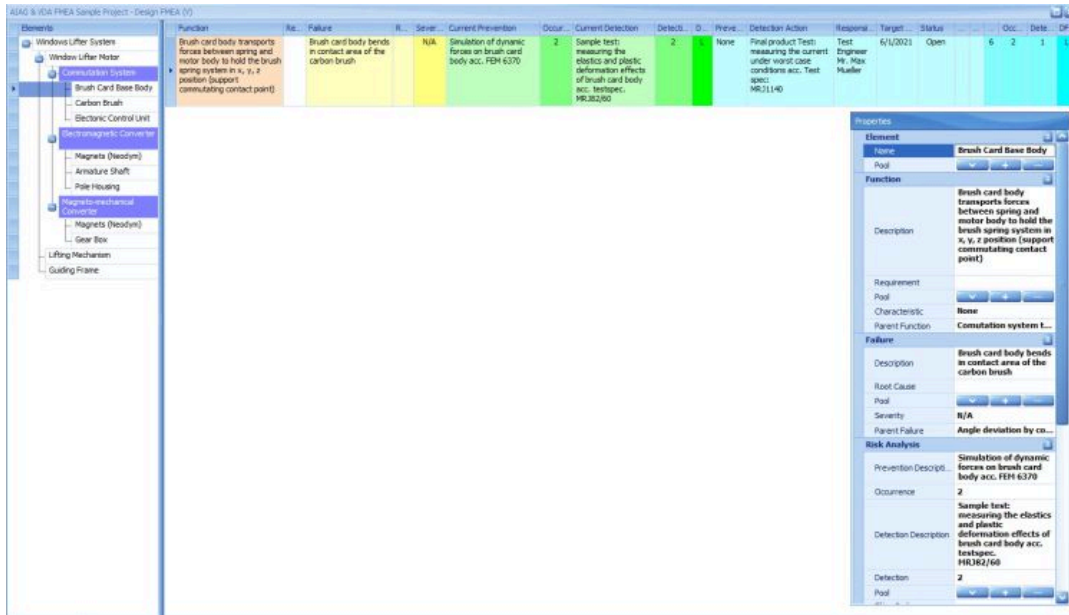 AIAG & VDA FMEA Sample Project - Design FMEA (V)
Elements
Windows Lifter System
Window Lifter Motor
Commutation System
Brush Card Base Body
Carbon Brush
Electonic Control Unit
Electromagnetic Converter
Magnets (Neodym)
Armature Shaft
Pole Housing
Magneto-mechanical
Converter
Magnets (Neodym)
Gear Box
Lifting Mechanism
Guiding Frame
Function Re... Failure R... Sever... Current Prevention Occur... Current Detection Detecti... D... Preve... Detection Action Responsi... Target ... Status ... ... Occ... Dete... DF
Brush card body transports
forces between spring and
motor body to hold the brush
spring system in x, y, z
position (support
commutating contact point)
Brush card body bends
in contact area of the
carbon brush
N/A
Simulation of dynamic
forces on brush card
body acc. FEM 6370
2
Sample test:
measuring the
elastics and plastic
deformation effects
of brush card body
acc. testspec.
MRJ82/60
2
L
None
Final product Test:
measuring the current
under worst case
conditions acc. Test
spec:
MRJ1140
Test
Engineer
Mr. Max
Mueller
6/1/2021
Open
6 2 1 L
Properties
Element
Name Brush Card Base Body
Pool
Function
Description
Brush card body
transports forces
between spring and
motor body to hold the
brush spring system in
x, y, z position (support
commutating contact
point)
Requirement
Pool
Characteristic None
Parent Function Comutation system t...
Failure
Description
Brush card body bends
in contact area of the
carbon brush
Root Cause
Pool
Severity N/A
Parent Failure Angle deviation by co...
Risk Analysis
Prevention Descripti...
Simulation of dynamic
forces on brush card
body acc. FEM 6370
Occurrence 2
Detection Description
Sample test:
measuring the elastics
and plastic
deformation effects of
brush card body acc.
testspec.
MRJ82/60
Detection 2
Pool